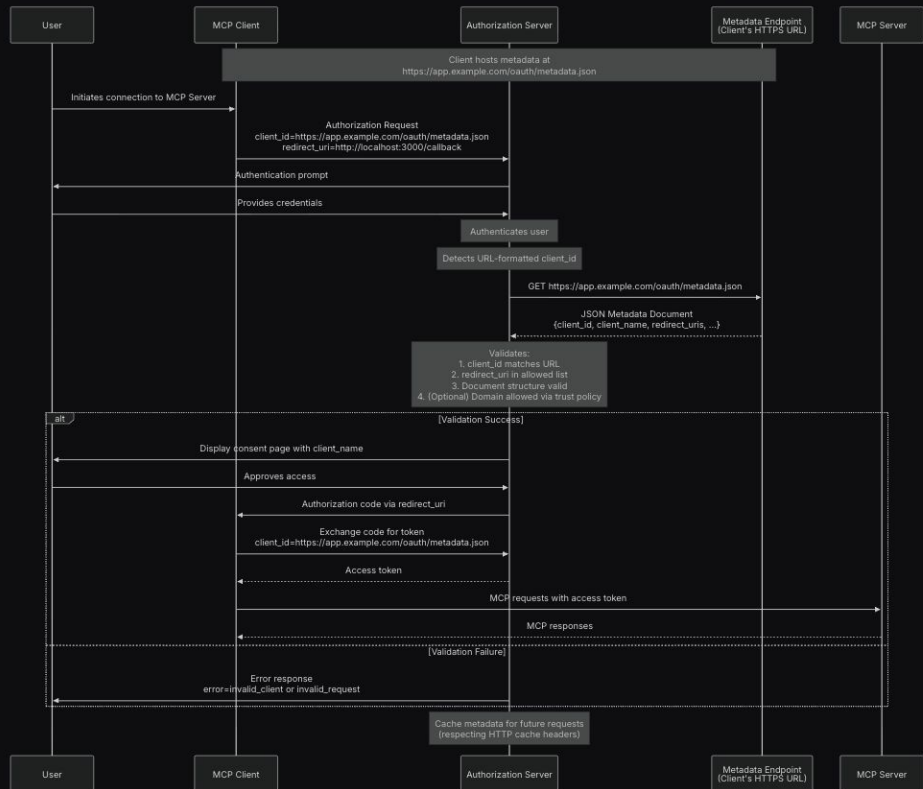 User
MCP Client
Authorization Server
Metadata Endpoint
(Client's HTTPS URL)
MCP Server
Client hosts metadata at
https://app.example.com/oauth/metadata.json
Initiates connection to MCP Server
Authorization Request
client_id=https://app.example.com/oauth/metadata.json
redirect_uri=http://localhost:3000/callback
Authentication prompt
Provides credentials
Authenticates user
Detects URL-formatted client_id
GET https://app.example.com/oauth/metadata.json
JSON Metadata Document
{client_id, client_name, redirect_uris, ...}
Validates:
1. client_id matches URL
2. redirect_uri in allowed list
3. Document structure valid
4. (Optional) Domain allowed via trust policy
alt
[Validation Success]
Display consent page with client_name
Approves access
Authorization code via redirect_uri
Exchange code for token
client_id=https://app.example.com/oauth/metadata.json
Access token
MCP requests with access token
MCP responses
[Validation Failure]
Error response
error=invalid_client or invalid_request
Cache metadata for future requests
(respecting HTTP cache headers)
User
MCP Client
Authorization Server
Metadata Endpoint
(Client's HTTPS URL)
MCP Server